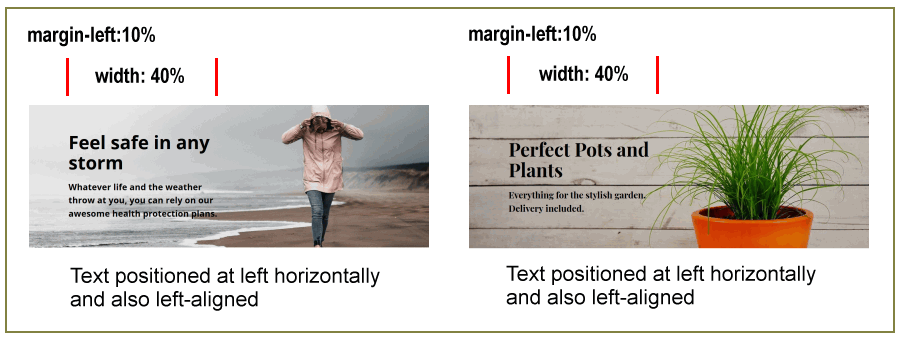 margin-left:10%
width: 40%
Feel safe in any
storm
Whatever life and the weather
throw at you, you can rely on our
awesome health protection plans.
Text positioned at left horizontally
and also left-aligned
margin-left:10%
width: 40%
Perfect Pots and
Plants
Everything for the stylish garden.
Delivery included.
Text positioned at left horizontally
and also left-aligned